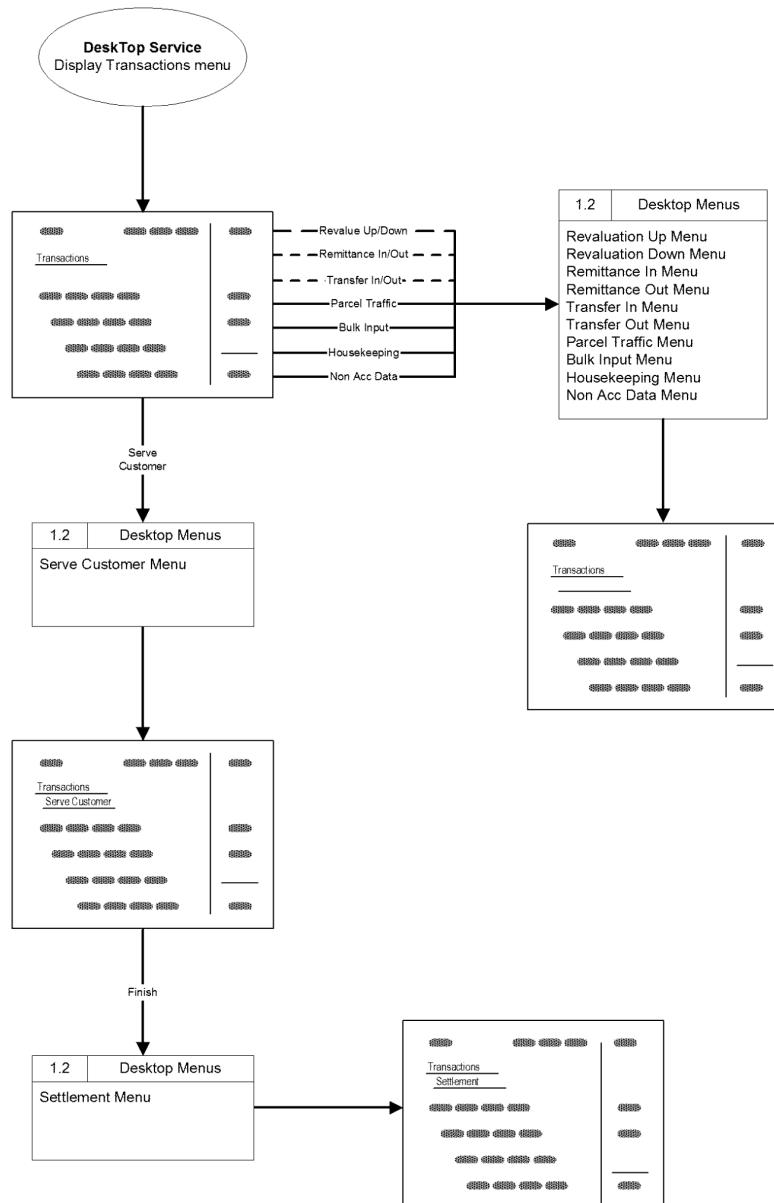 DeskTop Service
Display Transactions menu
Transactions
Revalue Up/Down
Remittance In/Out
Transfer In/Out
Parcel Traffic
Bulk Input
Housekeeping
Non Acc Data
1.2 Desktop Menus
Revaluation Up Menu
Revaluation Down Menu
Remittance In Menu
Remittance Out Menu
Transfer In Menu
Transfer Out Menu
Parcel Traffic Menu
Bulk Input Menu
Housekeeping Menu
Non Acc Data Menu
Serve
Customer
1.2 Desktop Menus
Serve Customer Menu
Transactions
Transactions
Serve Customer
Finish
1.2 Desktop Menus
Settlement Menu
Transactions
Settlement